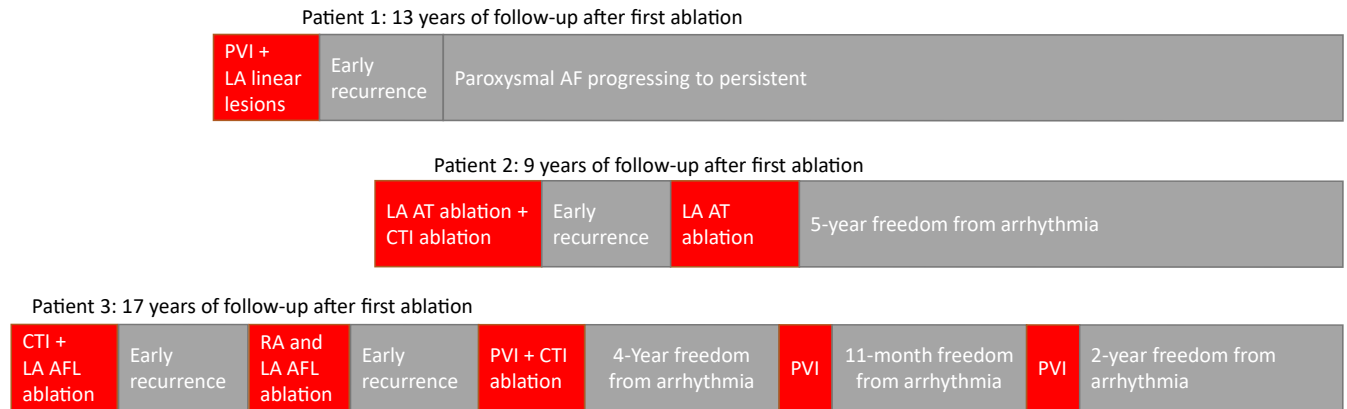 Patient 1: 13 years of follow-up after first ablation
PVI +
LA linear
lesions
Early
recurrence
Paroxysmal AF progressing to persistent
Patient 2: 9 years of follow-up after first ablation
LA AT ablation +
CTI ablation
Early
recurrence
LA AT
ablation
5-year freedom from arrhythmia
Patient 3: 17 years of follow-up after first ablation
CTI +
LA AFL
ablation
Early
recurrence
RA and
LA AFL
ablation
Early
recurrence
PVI + CTI
ablation
4-Year freedom
from arrhythmia
PVI
11-month freedom
from arrhythmia
PVI
2-year freedom from
arrhythmia